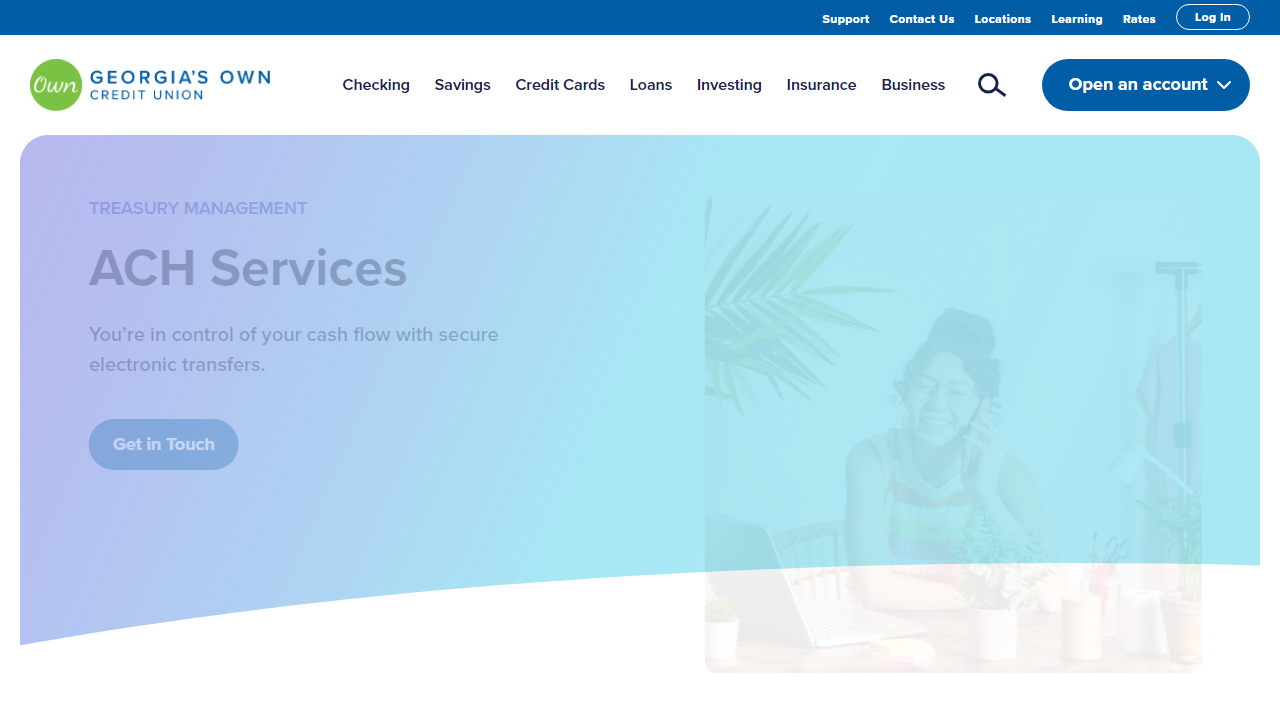 Support Contact Us Locations Learning Rates Log In
Own GEORGIA'S OWN
CREDIT UNION
Checking Savings Credit Cards Loans Investing Insurance Business Open an account
TREASURY MANAGEMENT
ACH Services
You're in control of your cash flow with secure
electronic transfers.
Get in Touch